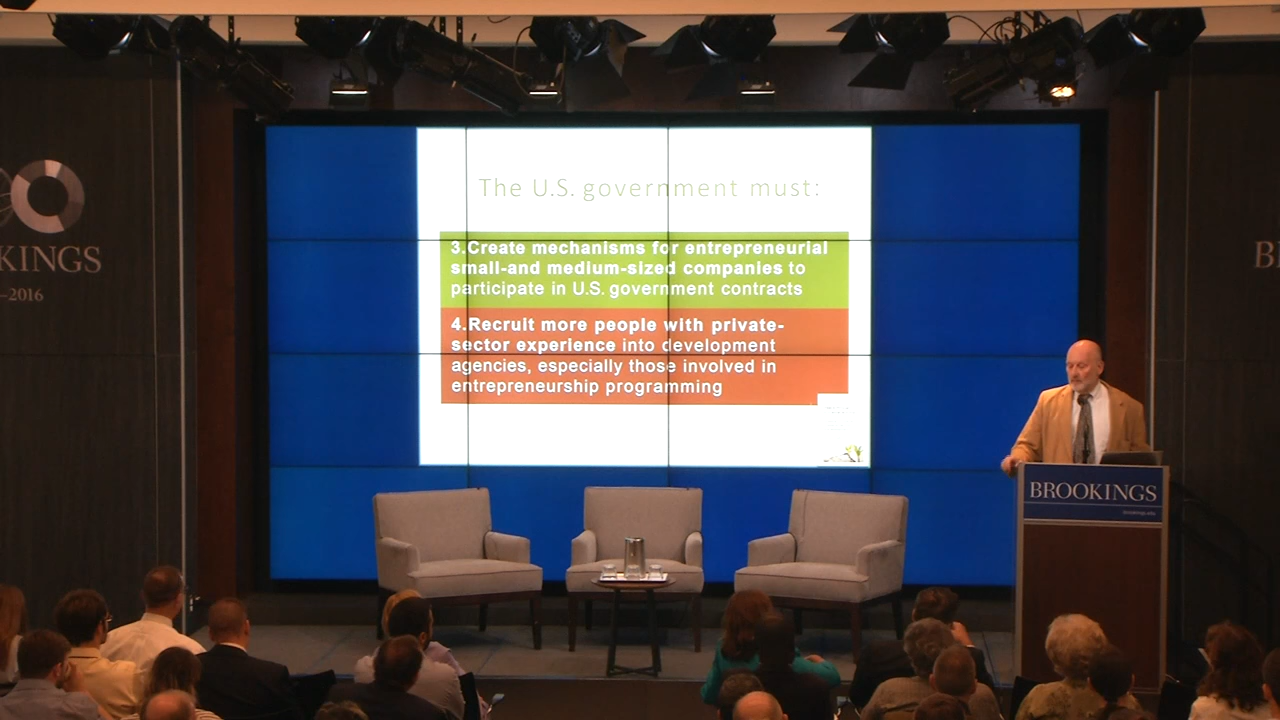 The U.S. government must:
3.Create mechanisms for entrepreneurial
small-and medium-sized companies to
participate in U.S. government contracts
4.Recruit more people with private-
sector experience into development
agencies, especially those involved in
entrepreneurship programming
KINGS
–2016
B
BROOKINGS
brookings.edu